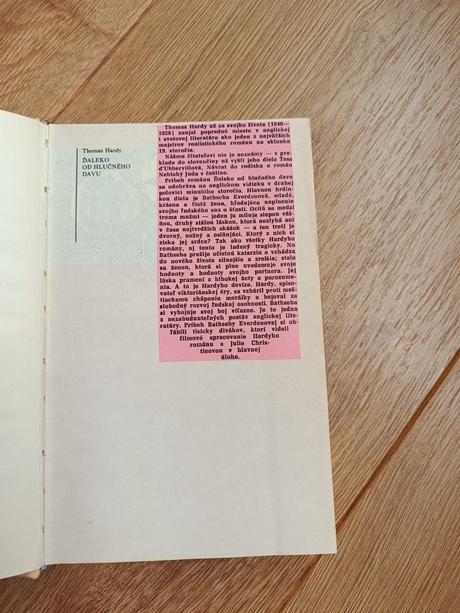 Thomas Hardy
ĎALEKO
OD HLUČNÉHO
DAVU
Thomas Hardy už za svojho života (1840—
1928) zaujal popredné miesto v anglickej
i svetovej literatúre ako jeden z najväčších
majstrov realistického románu na sklonku
19. storočia.
Nášmu čitateľovi nie je neznámy — v pre-
klade do slovenčiny už vyšli jeho diela Tess
d'Ubervillová, Návrat do rodiska a román
Neblahý Juda v češtine.
Príbeh románu Ďaleko od hlučného davu
sa odohráva na anglickom vidieku v druhej
polovici minulého storočia. Hlavnou hrdin-
kou diela je Bathseba Everdenová, mladá,
krásna a čistá žena, hľadajúca naplnenie
svojho ľudského sna o šťastí. Ocitá sa medzi
troma mužmi — jeden ju miluje slepou váš-
ňou, druhý stálou láskou, ktorá nezlyhá ani
v čase najtvrdších skúšok — a ten tretí je
dvorný, nežný a oslňujúci. Ktorý z nich si
získa jej srdce? Tak ako všetky Hardyho
romány, aj tento je ladený tragicky. No
Bathseba prežije očistnú katarziu a vchádza
do nového života silnejšia a zrelšia; stala
sa ženou, ktorá si plne uvedomuje svoje
hodnoty a hodnoty svojho partnera. Jej
láska pramení z hlbokej úcty a porozume-
nia. A to je Hardyho devíza. Hardy, spiso-
vateľ viktoriánskej éry, sa vzbúril proti meš-
tiackemu chápaniu morálky a bojoval za
slobodný rozvoj ľudskej osobnosti. Bathseba
si vybojuje svoj boj víťazne. Je to jedna
z nezabudnuteľných postáv anglickej lite-
ratúry. Príbeh Bathseby Everdenovej si ob-
ľúbili tisícky divákov, ktorí videli
filmové spracovanie Hardyho
románu s Julie Chris-
ticovou v hlavnej
úlohe.